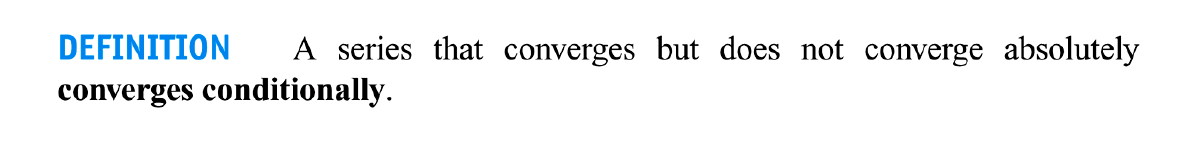 DEFINITION A series that converges but does not converge absolutely
converges conditionally.